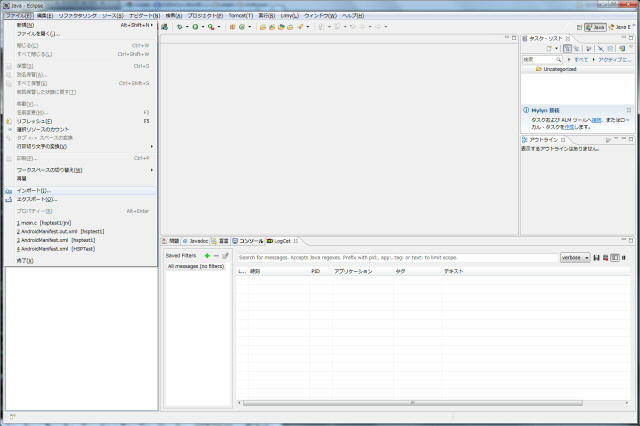 Java - Eclipse
ファイル(F) 編集(E) リファクタリング ソース(S) ナビゲート(N) 検索(A) プロジェクト(P) Tomcat(T) 実行(R) Limy(L) ウィンドウ(W) ヘルプ(H)
新規(N) Alt+Shift+N
ファイルを開く(.)...
閉じる(C) Ctrl+W
すべて閉じる(L) Ctrl+Shift+W
保管(S) Ctrl+S
別名保管(A)...
すべて保管(E) Ctrl+Shift+S
前回保管した状態に戻す(T)
移動(V)...
名前変更(M)... F2
リフレッシュ(F) F5
選択リソースのカウント
タブ <-> スペースの変換
行区切り文字の変換(V)
印刷(P)... Ctrl+P
ワークスペースの切り替え(W)
再開
インポート(I)...
エクスポート(O)...
プロパティー(R) Alt+Enter
1 main.c [hsptest1/jni]
2 AndroidManifest.out.xml [hsptest1]
3 AndroidManifest.xml [hsptest1]
4 AndroidManifest.xml [HSPTest]
終了(X)
Java Java E
タスク・リスト
検索 すべて アクティブに...
Uncategorized
Mylyn 接続
タスクおよび ALM ツールへ接続、またはローカル・タスクを作成します。
アウトライン
表示するアウトラインはありません。
問題 Javadoc 宣言 コンソール LogCat
Saved Filters
All messages (no filters)
Search for messages. Accepts Java regexes. Prefix with pid:, app:, tag: or text: to limit scope.
verbose
L... 時刻 PID アプリケーション タグ テキスト